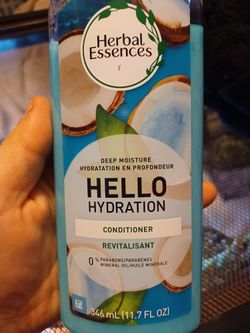 Herbal
Essences
DEEP MOISTURE
HYDRATATION EN PROFONDEUR
HELLO
HYDRATION
CONDITIONER
REVITALISANT
0% PARABENS/PARABÈNES
MINERAL OIL/HUILE MINÉRALE
346 mL (11.7 FL OZ)